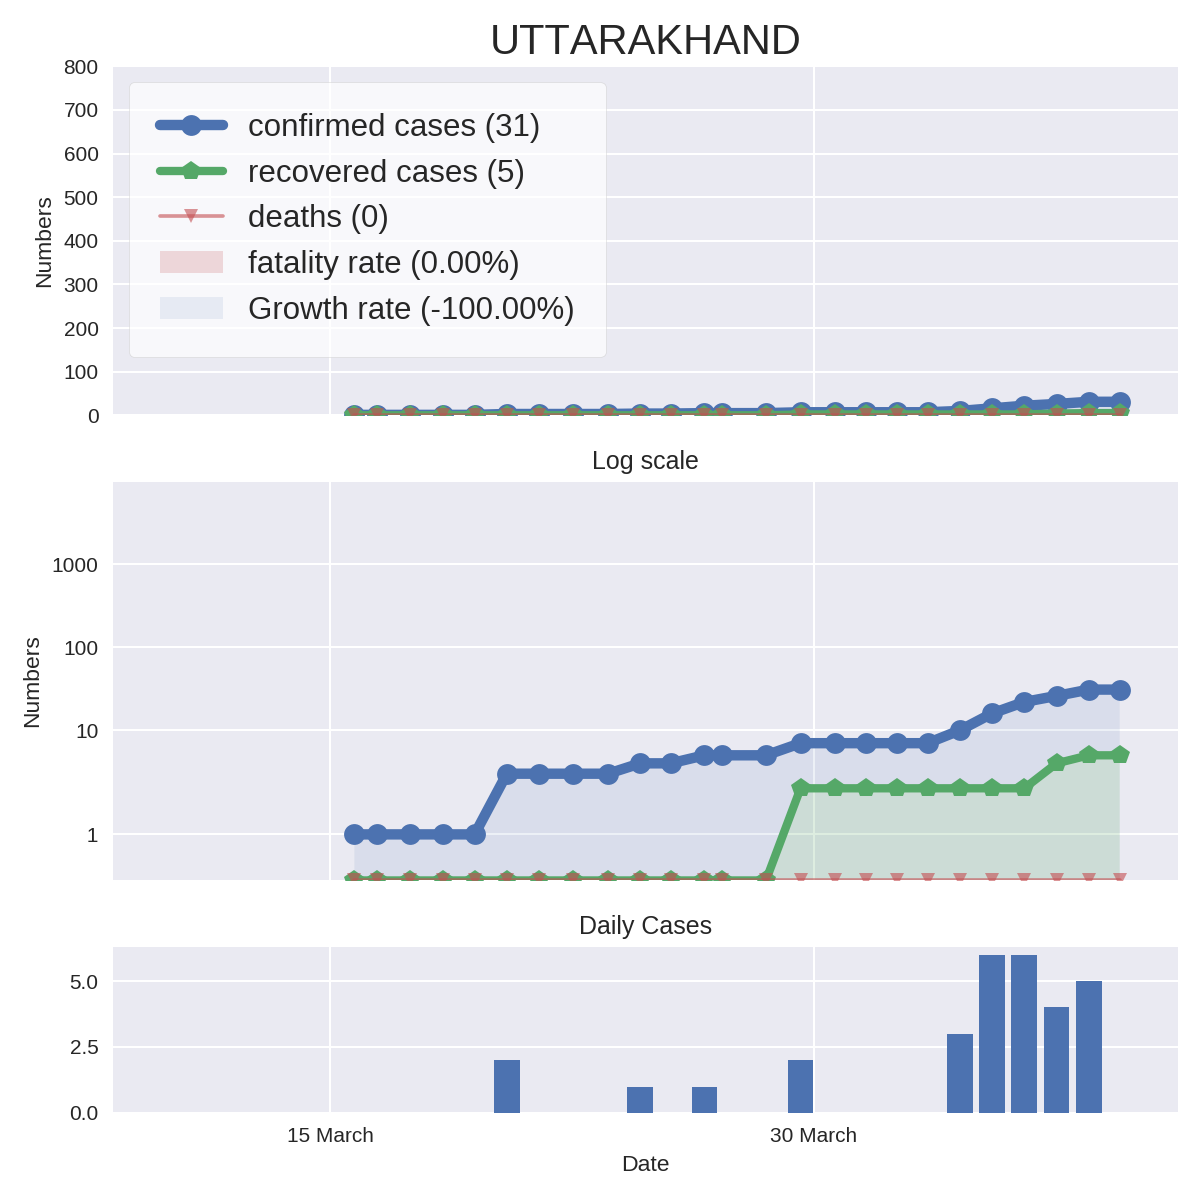 UTTARAKHAND
800
700
600
500
400
300
200
100
0
Numbers
confirmed cases (31)
recovered cases (5)
deaths (0)
fatality rate (0.00%)
Growth rate (-100.00%)
Log scale
1000
100
10
1
Numbers
Daily Cases
5.0
2.5
0.0
15 March
30 March
Date